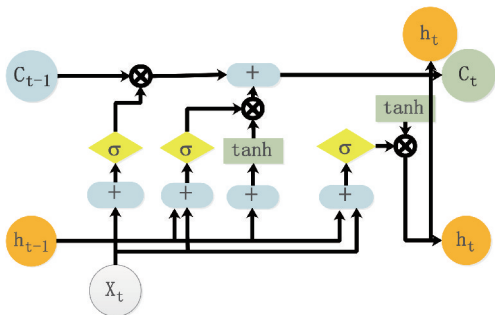 h_t
C_{t-1} + C_t
tanh
σ σ tanh σ
+ + + +
h_{t-1} h_t
X_t